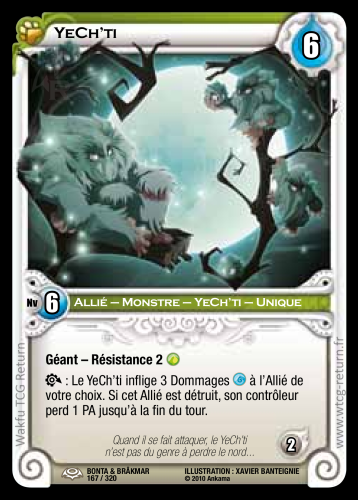 YeCh'ti
6
Nv 6 Allié – Monstre – YeCh'ti – Unique
Géant – Résistance 2
: Le YeCh'ti inflige 3 Dommages à l'Allié de
votre choix. Si cet Allié est détruit, son contrôleur
perd 1 PA jusqu'à la fin du tour.
Quand il se fait attaquer, le YeCh'ti
n'est pas du genre à perdre le nord...
2
BONTA & BRÂKMAR
167 / 320
ILLUSTRATION : XAVIER BANTEIGNIE
© 2010 Ankama
Wakfu TCG Return
www.wtcg-return.fr